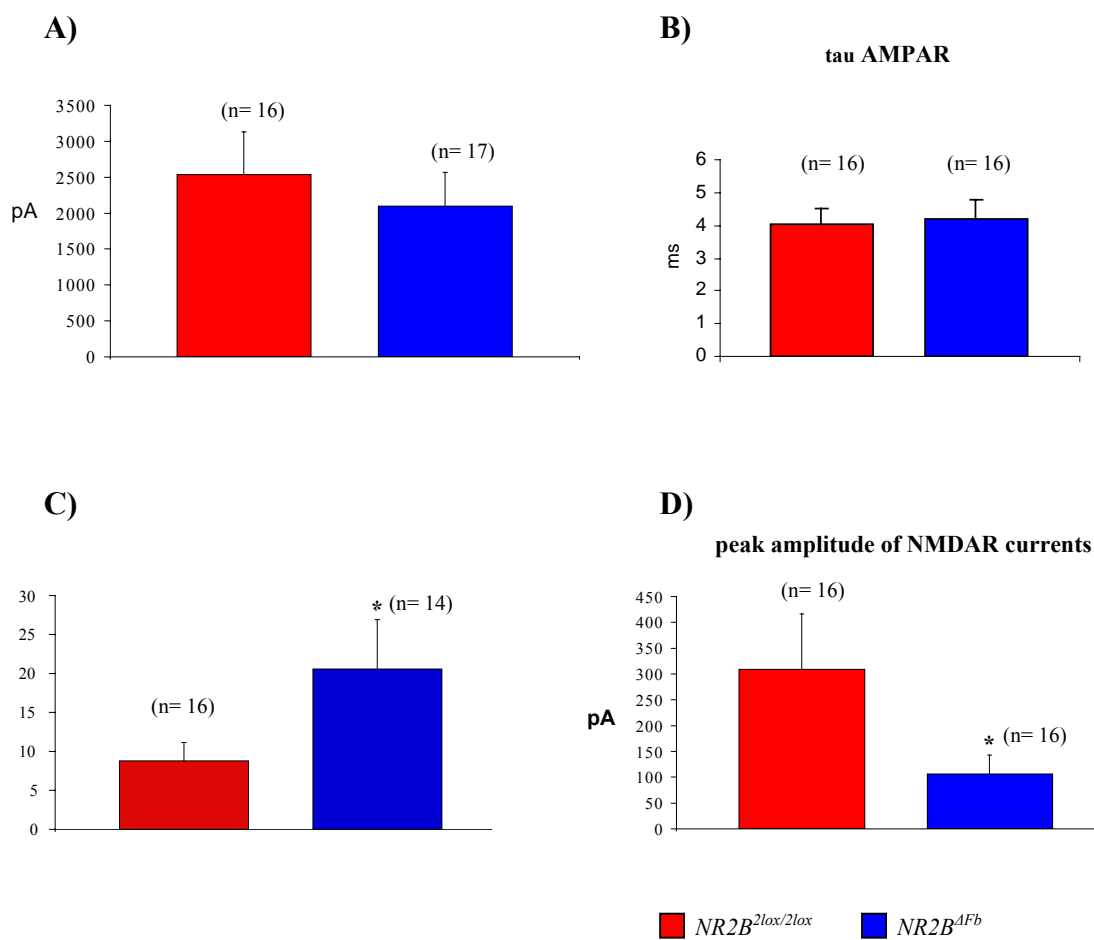 A)
(n= 16)
(n= 17)
3500
3000
2500
2000
1500
1000
500
0
pA
B)
tau AMPAR
(n= 16)
(n= 16)
6
5
4
3
2
1
0
ms
C)
* (n= 14)
(n= 16)
30
25
20
15
10
5
0
D)
peak amplitude of NMDAR currents
(n= 16)
* (n= 16)
450
400
350
300
250
200
150
100
50
0
pA
NR2B2lox/2lox
NR2BΔFb